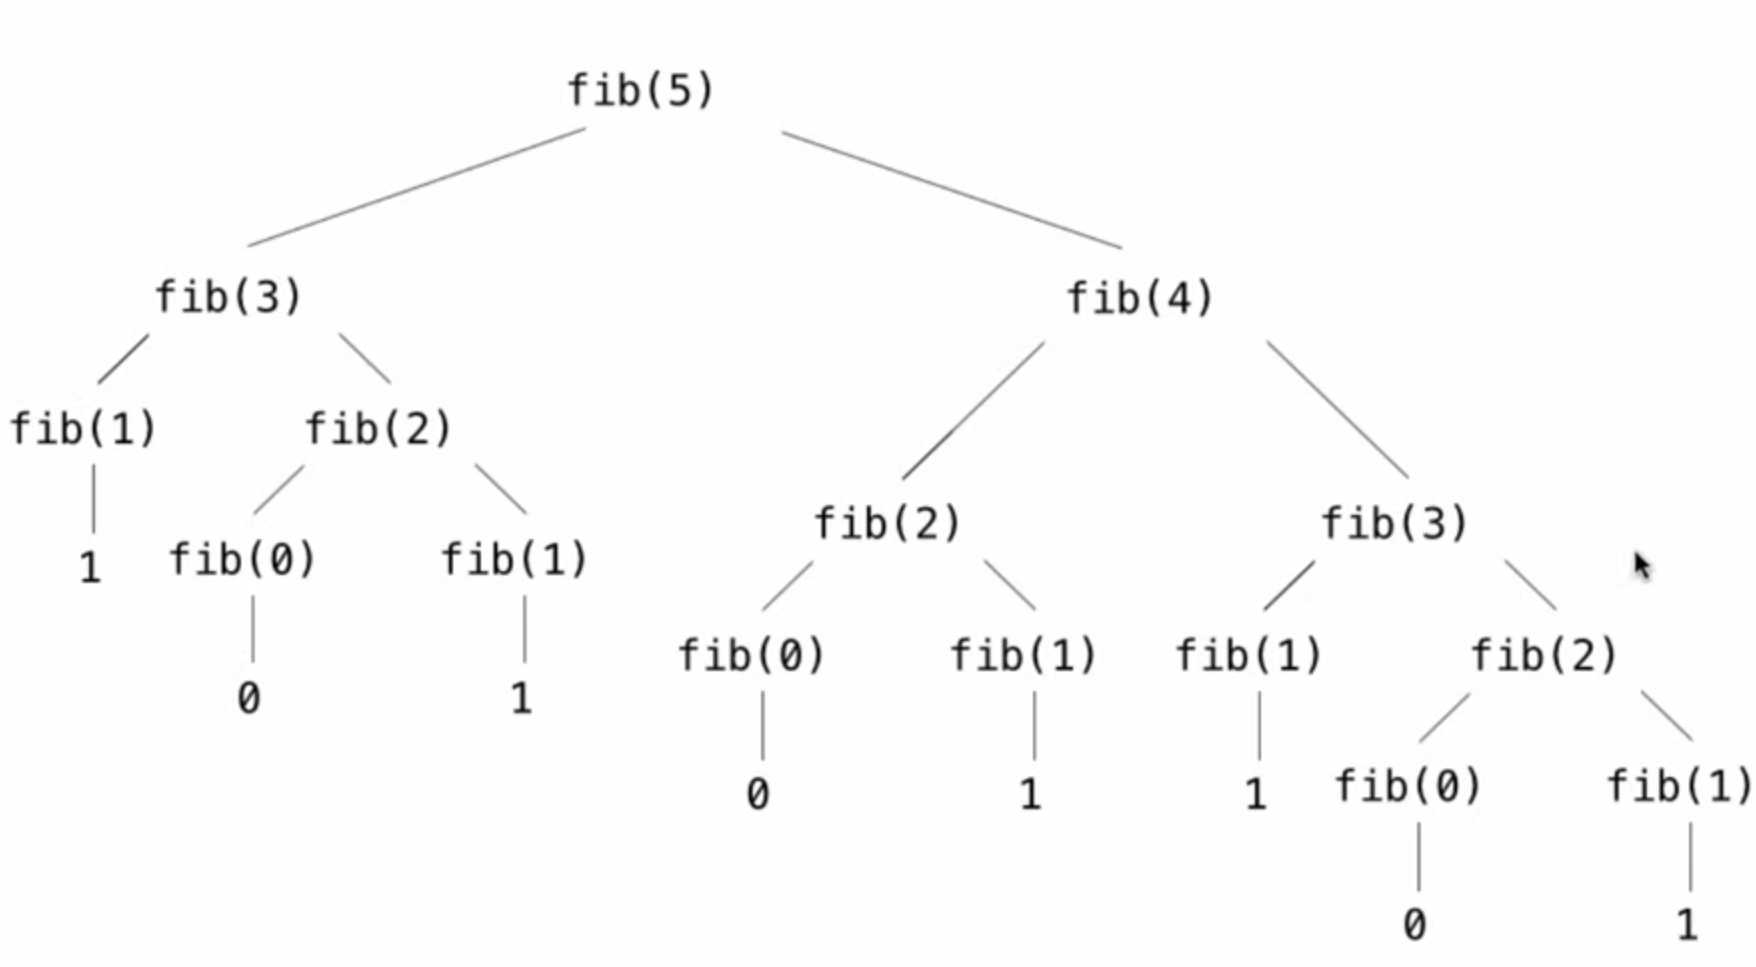 fib(5)
fib(3) fib(4)
fib(1) fib(2)
fib(2) fib(3)
1 fib(0) fib(1)
fib(0) fib(1) fib(1) fib(2)
0 1
0 1 1 fib(0) fib(1)
0 1